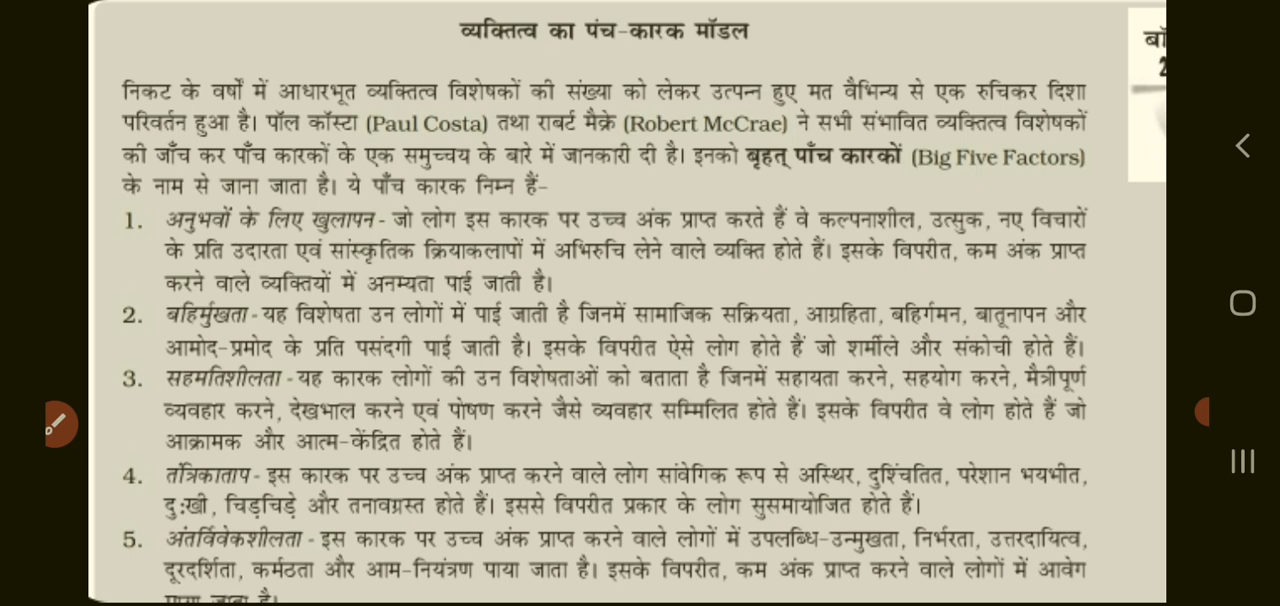 व्यक्तित्व का पंच-कारक मॉडल
बॉ
2
निकट के वर्षों में आधारभूत व्यक्तित्व विशेषकों की संख्या को लेकर उत्पन्न हुए मत वैभिन्य से एक रुचिकर दिशा
परिवर्तन हुआ है। पॉल कॉस्टा (Paul Costa) तथा राबर्ट मैक्रे (Robert McCrae) ने सभी संभावित व्यक्तित्व विशेषकों
की जाँच कर पाँच कारकों के एक समुच्चय के बारे में जानकारी दी है। इनको बृहत् पाँच कारकों (Big Five Factors)
के नाम से जाना जाता है। ये पाँच कारक निम्न हैं-
1. अनुभवों के लिए खुलापन - जो लोग इस कारक पर उच्च अंक प्राप्त करते हैं वे कल्पनाशील, उत्सुक, नए विचारों
के प्रति उदारता एवं सांस्कृतिक क्रियाकलापों में अभिरुचि लेने वाले व्यक्ति होते हैं। इसके विपरीत, कम अंक प्राप्त
करने वाले व्यक्तियों में अनम्यता पाई जाती है।
2. बहिर्मुखता - यह विशेषता उन लोगों में पाई जाती है जिनमें सामाजिक सक्रियता, आग्रहिता, बहिर्गमन, बातूनापन और
आमोद-प्रमोद के प्रति पसंदगी पाई जाती है। इसके विपरीत ऐसे लोग होते हैं जो शर्मीले और संकोची होते हैं।
3. सहमतिशीलता - यह कारक लोगों की उन विशेषताओं को बताता है जिनमें सहायता करने, सहयोग करने, मैत्रीपूर्ण
व्यवहार करने, देखभाल करने एवं पोषण करने जैसे व्यवहार सम्मिलित होते हैं। इसके विपरीत वे लोग होते हैं जो
आक्रामक और आत्म-केंद्रित होते हैं।
4. तंत्रिकाताप - इस कारक पर उच्च अंक प्राप्त करने वाले लोग सांवेगिक रूप से अस्थिर, दुश्चिंतित, परेशान भयभीत,
दुःखी, चिड़चिड़े और तनावग्रस्त होते हैं। इससे विपरीत प्रकार के लोग सुसमायोजित होते हैं।
5. अंतर्विवेकशीलता - इस कारक पर उच्च अंक प्राप्त करने वाले लोगों में उपलब्धि-उन्मुखता, निर्भरता, उत्तरदायित्व,
दूरदर्शिता, कर्मठता और आम-नियंत्रण पाया जाता है। इसके विपरीत, कम अंक प्राप्त करने वाले लोगों में आवेग
पाया जाता है।